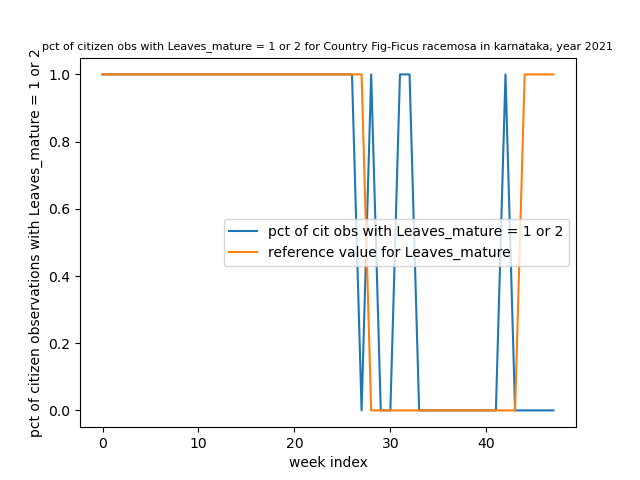 pct of citizen obs with Leaves_mature = 1 or 2 for Country Fig-Ficus racemosa in karnataka, year 2021
pct of citizen observations with Leaves_mature = 1 or 2
1.0
0.8
0.6
0.4
0.2
0.0
pct of cit obs with Leaves_mature = 1 or 2
reference value for Leaves_mature
0 10 20 30 40
week index